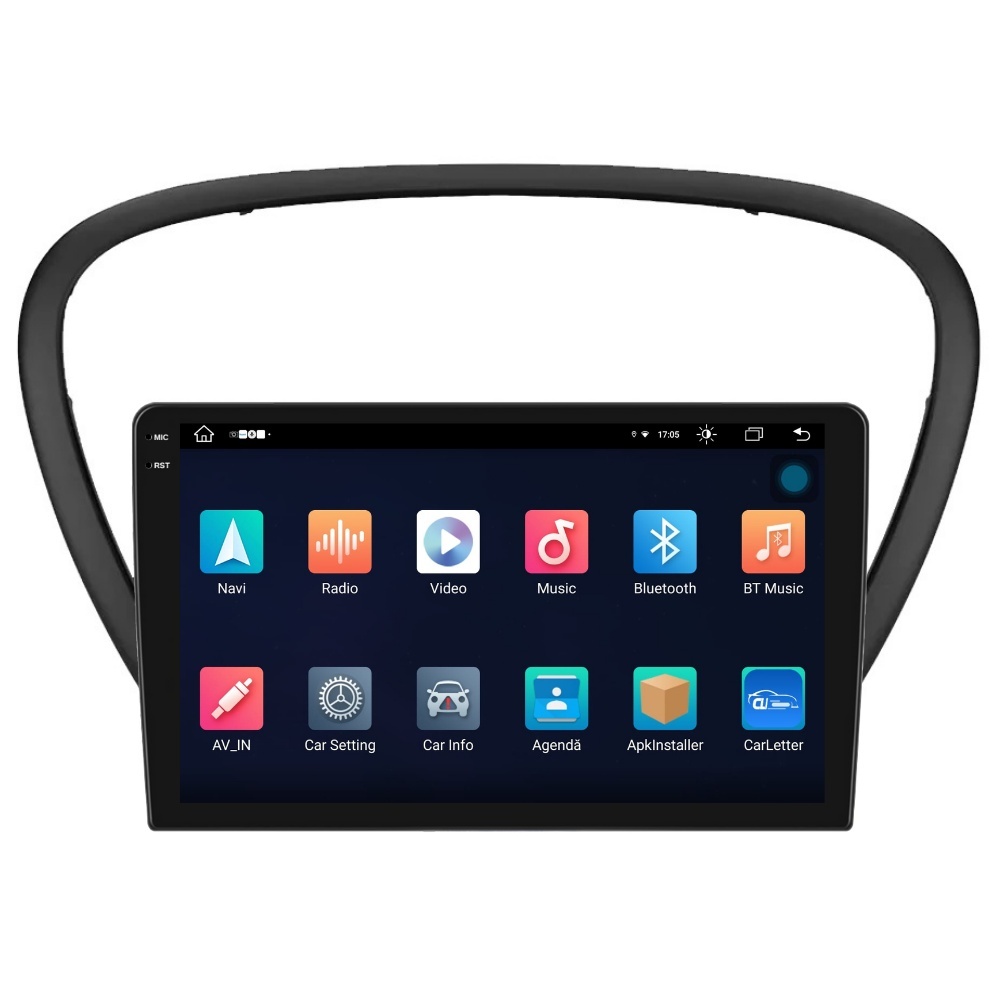 MIC
17:05
RST
Navi
Radio
Video
Music
Bluetooth
BT Music
AV_IN
Car Setting
Car Info
Agendă
ApkInstaller
CarLetter